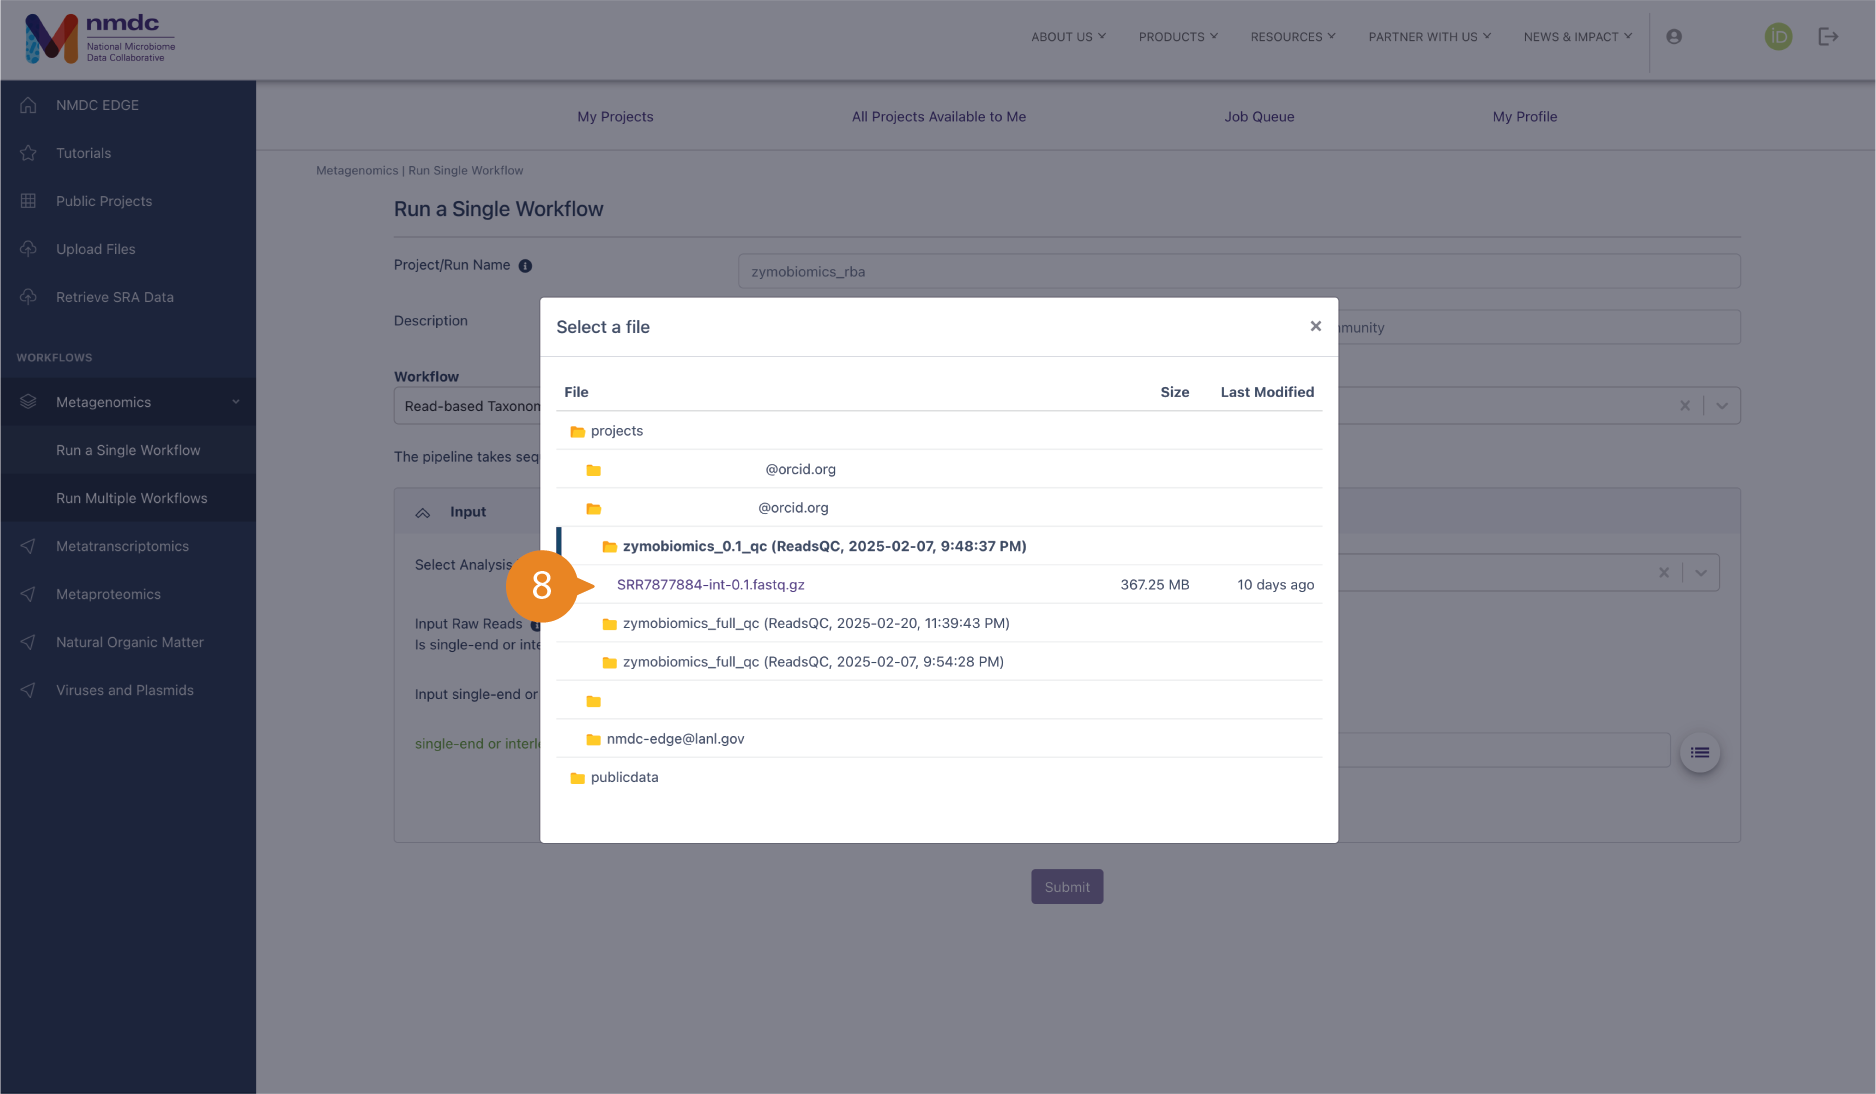 nmdc
National Microbiome
Data Collaborative
ABOUT US
PRODUCTS
RESOURCES
PARTNER WITH US
NEWS & IMPACT
iD
NMDC EDGE
Tutorials
Public Projects
Upload Files
Retrieve SRA Data
WORKFLOWS
Metagenomics
Run a Single Workflow
Run Multiple Workflows
Metatranscriptomics
Metaproteomics
Natural Organic Matter
Viruses and Plasmids
My Projects
All Projects Available to Me
Job Queue
My Profile
Metagenomics | Run Single Workflow
Run a Single Workflow
Project/Run Name
zymobiomics_rba
Description
Workflow
Read-based Taxonom
The pipeline takes seq
Input
Select Analysis
Input Raw Reads
Is single-end or inte
Input single-end or
single-end or interle
Submit
Select a file
×
File Size Last Modified
projects
@orcid.org
@orcid.org
zymobiomics_0.1_qc (ReadsQC, 2025-02-07, 9:48:37 PM)
8
SRR7877884-int-0.1.fastq.gz 367.25 MB 10 days ago
zymobiomics_full_qc (ReadsQC, 2025-02-20, 11:39:43 PM)
zymobiomics_full_qc (ReadsQC, 2025-02-07, 9:54:28 PM)
nmdc-edge@lanl.gov
publicdata